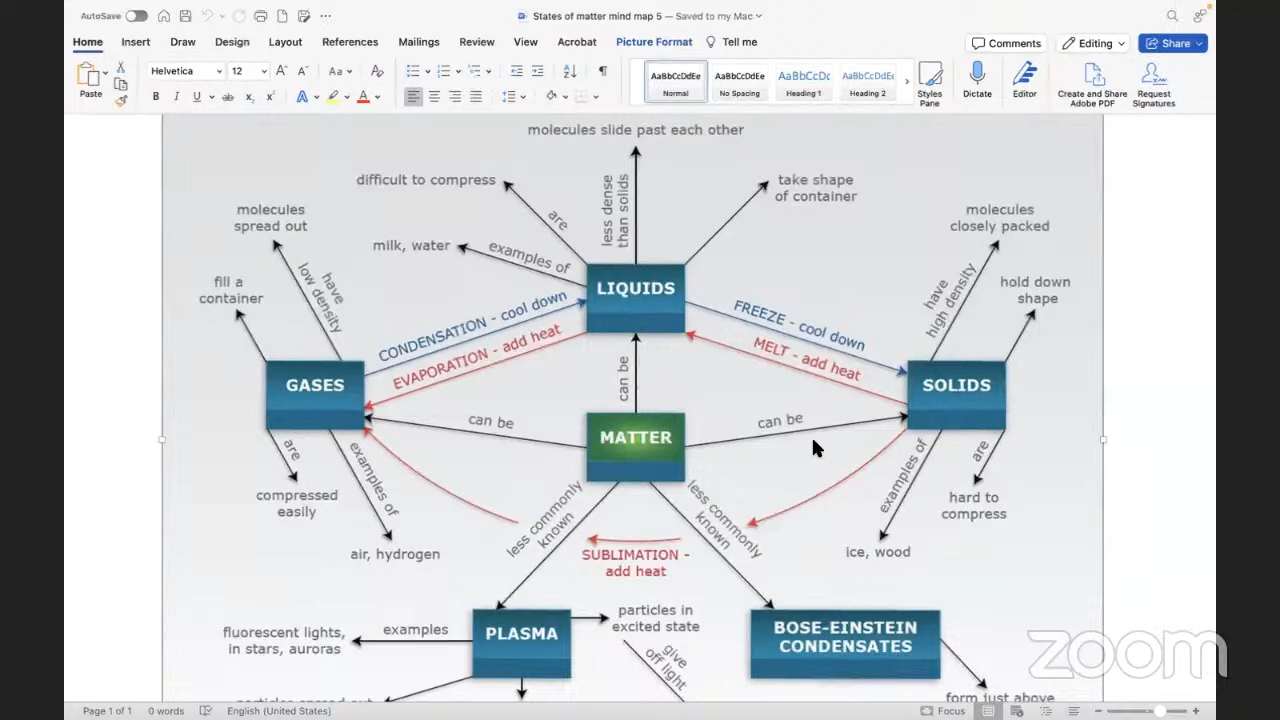 AutoSave
States of matter mind map 5 — Saved to my Mac
Home Insert Draw Design Layout References Mailings Review View Acrobat Picture Format Tell me
Comments Editing Share
Paste
Helvetica 12
AaBbCcDdEe
Normal
AaBbCcDdEe
No Spacing
AaBbCcDc
Heading 1
AaBbCcDdEe
Heading 2
Styles
Pane
Dictate
Editor
Create and Share
Adobe PDF
Request
Signatures
molecules slide past each other
difficult to compress
are
less dense
than solids
take shape
of container
molecules
spread out
milk, water
examples of
molecules
closely packed
fill a
container
have
low density
LIQUIDS
have
high density
hold down
shape
CONDENSATION - cool down
EVAPORATION - add heat
FREEZE - cool down
MELT - add heat
can be
GASES
SOLIDS
can be
MATTER
can be
are
examples of
compressed
easily
air, hydrogen
less commonly
known
less commonly
known
examples of
are
hard to
compress
ice, wood
SUBLIMATION -
add heat
PLASMA
particles in
excited state
examples
fluorescent lights,
in stars, auroras
give
off light
BOSE-EINSTEIN
CONDENSATES
particles spread out
form just above
zoom
Page 1 of 1 0 words English (United States) Focus